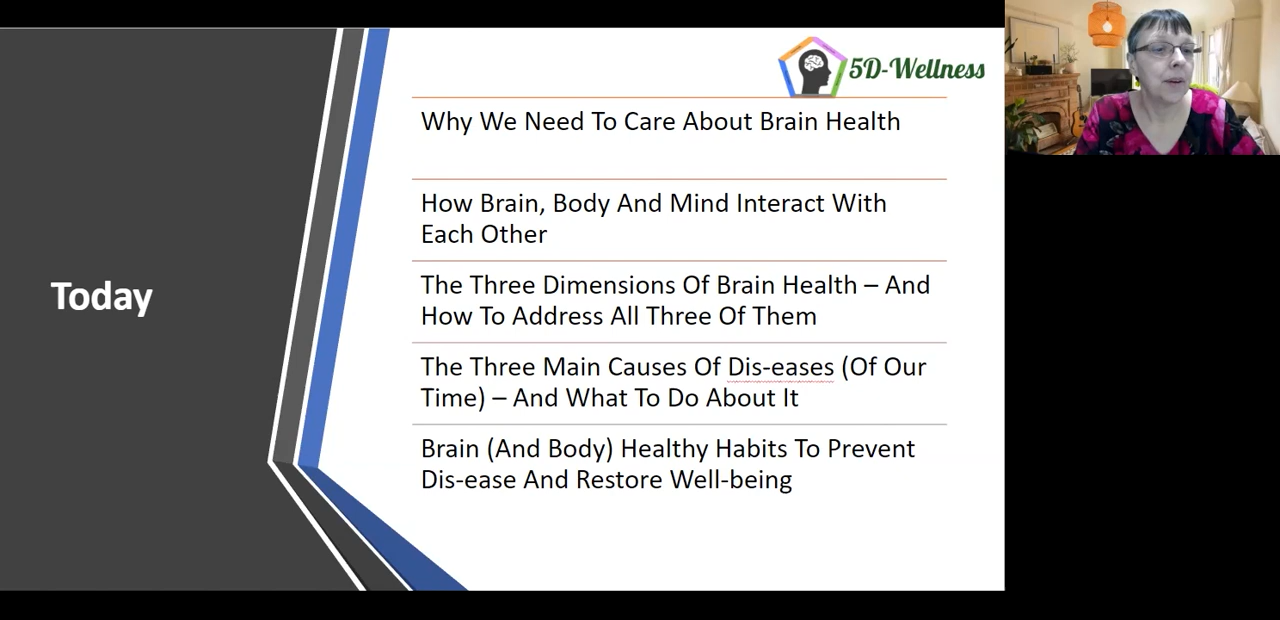 5D-Wellness
Why We Need To Care About Brain Health
How Brain, Body And Mind Interact With
Each Other
Today
The Three Dimensions Of Brain Health – And
How To Address All Three Of Them
The Three Main Causes Of Dis-eases (Of Our
Time) – And What To Do About It
Brain (And Body) Healthy Habits To Prevent
Dis-ease And Restore Well-being